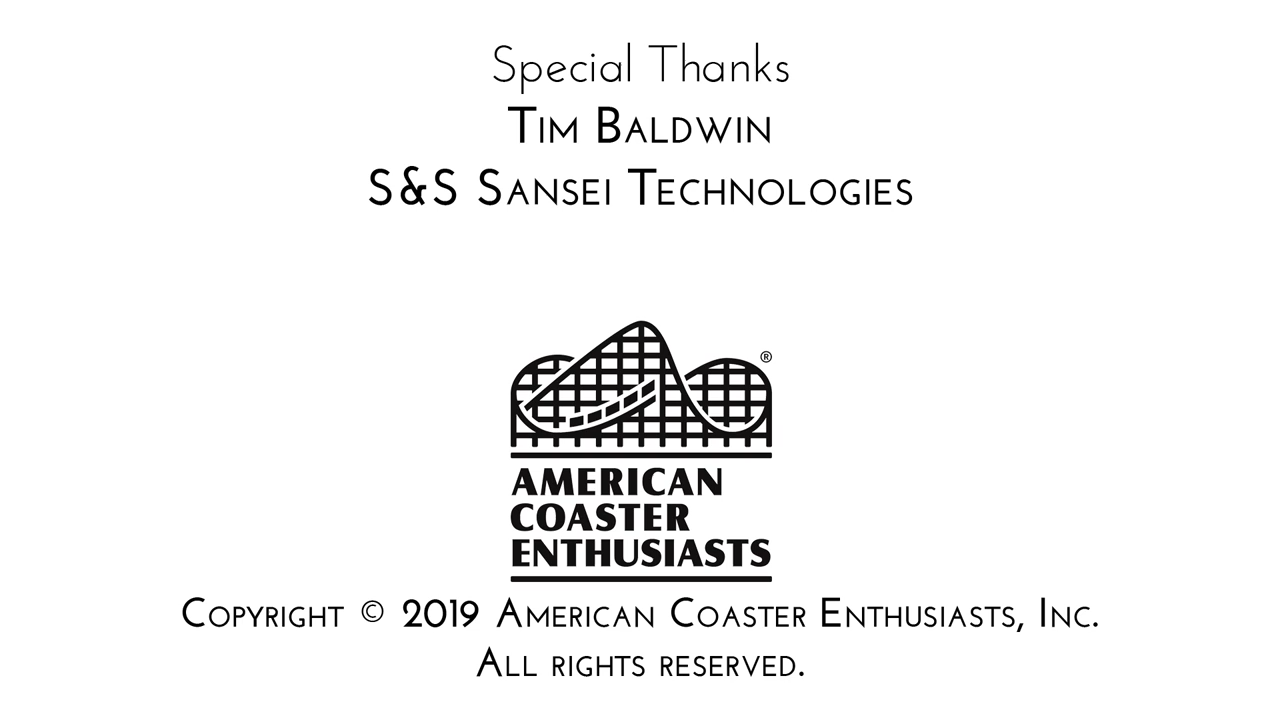 Special Thanks
Tim Baldwin
S&S Sansei Technologies
®
AMERICAN
COASTER
ENTHUSIASTS
Copyright © 2019 American Coaster Enthusiasts, Inc.
All rights reserved.